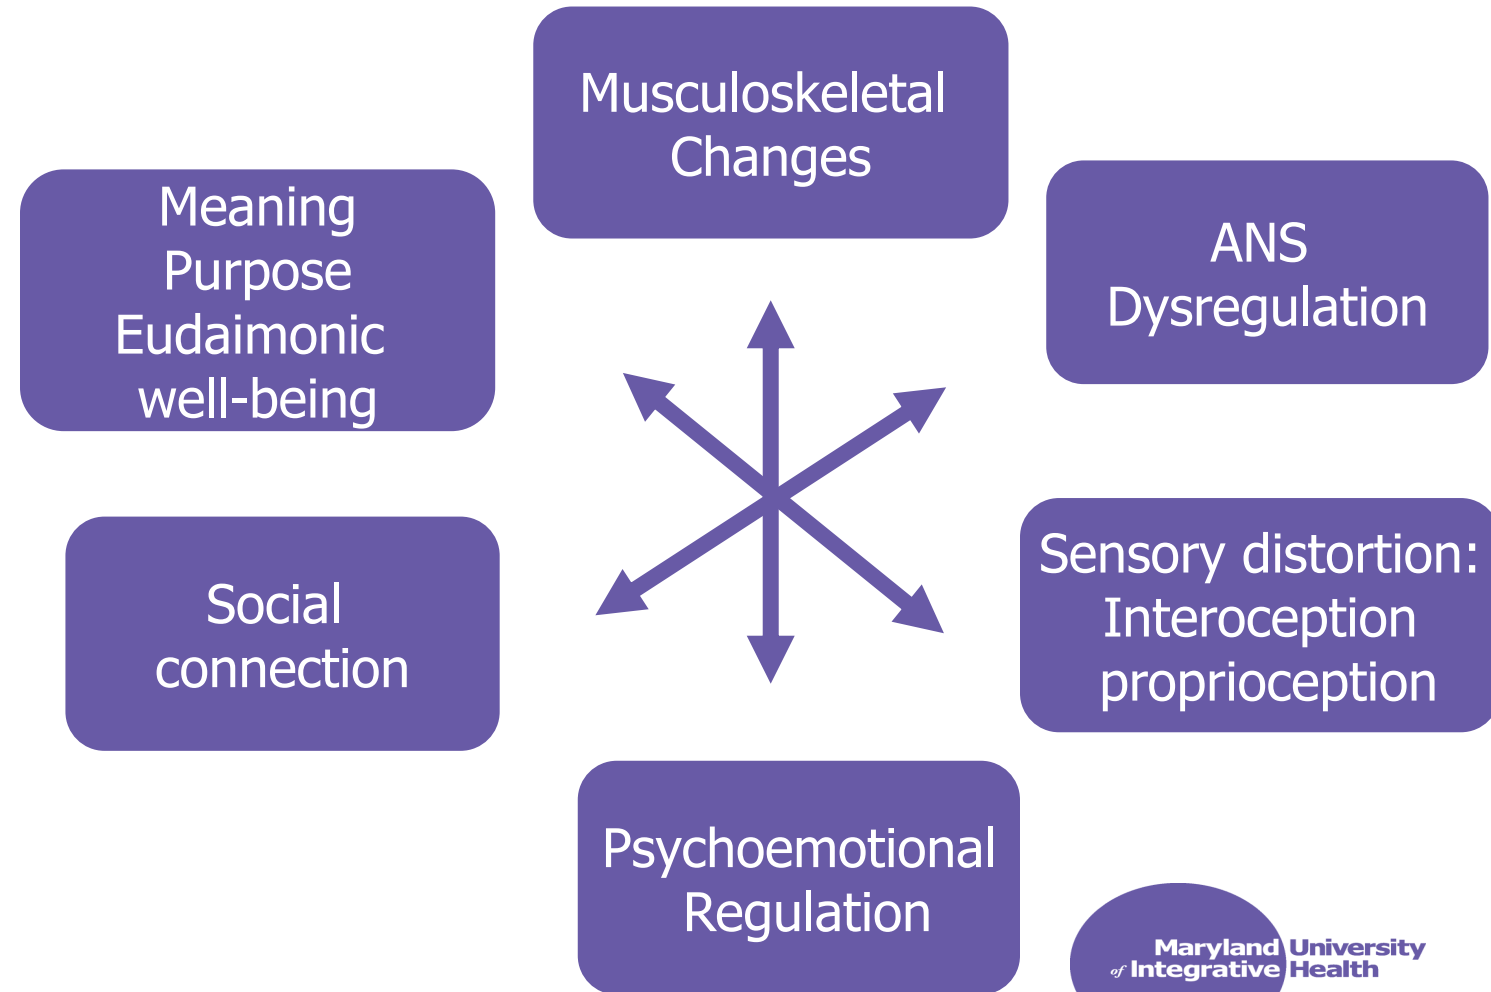 Musculoskeletal
Changes
Meaning
Purpose
Eudaimonic
well-being
ANS
Dysregulation
Social
connection
Sensory distortion:
Interoception
proprioception
Psychoemotional
Regulation
Maryland University
of Integrative Health